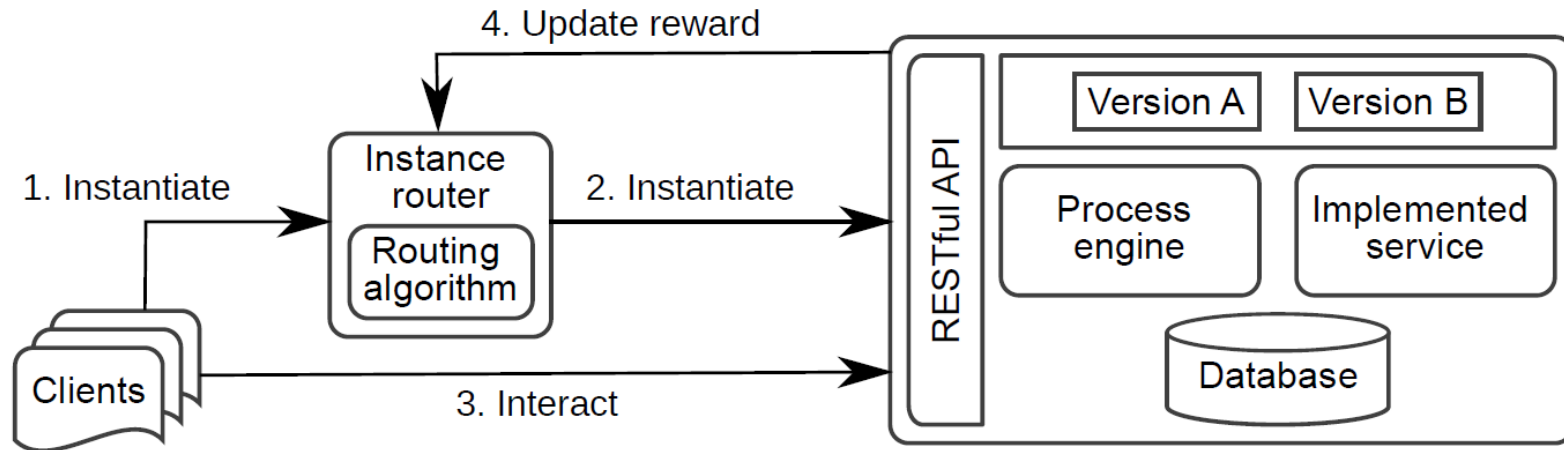 4. Update reward
1. Instantiate
Instance
router
Routing
algorithm
2. Instantiate
Clients
3. Interact
RESTful API
Version A
Version B
Process
engine
Implemented
service
Database